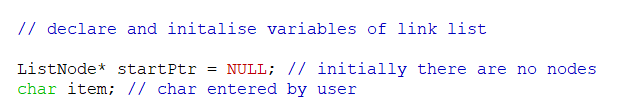 // declare and initalise variables of link list
ListNode* startPtr = NULL; // initially there are no nodes
char item; // char entered by user